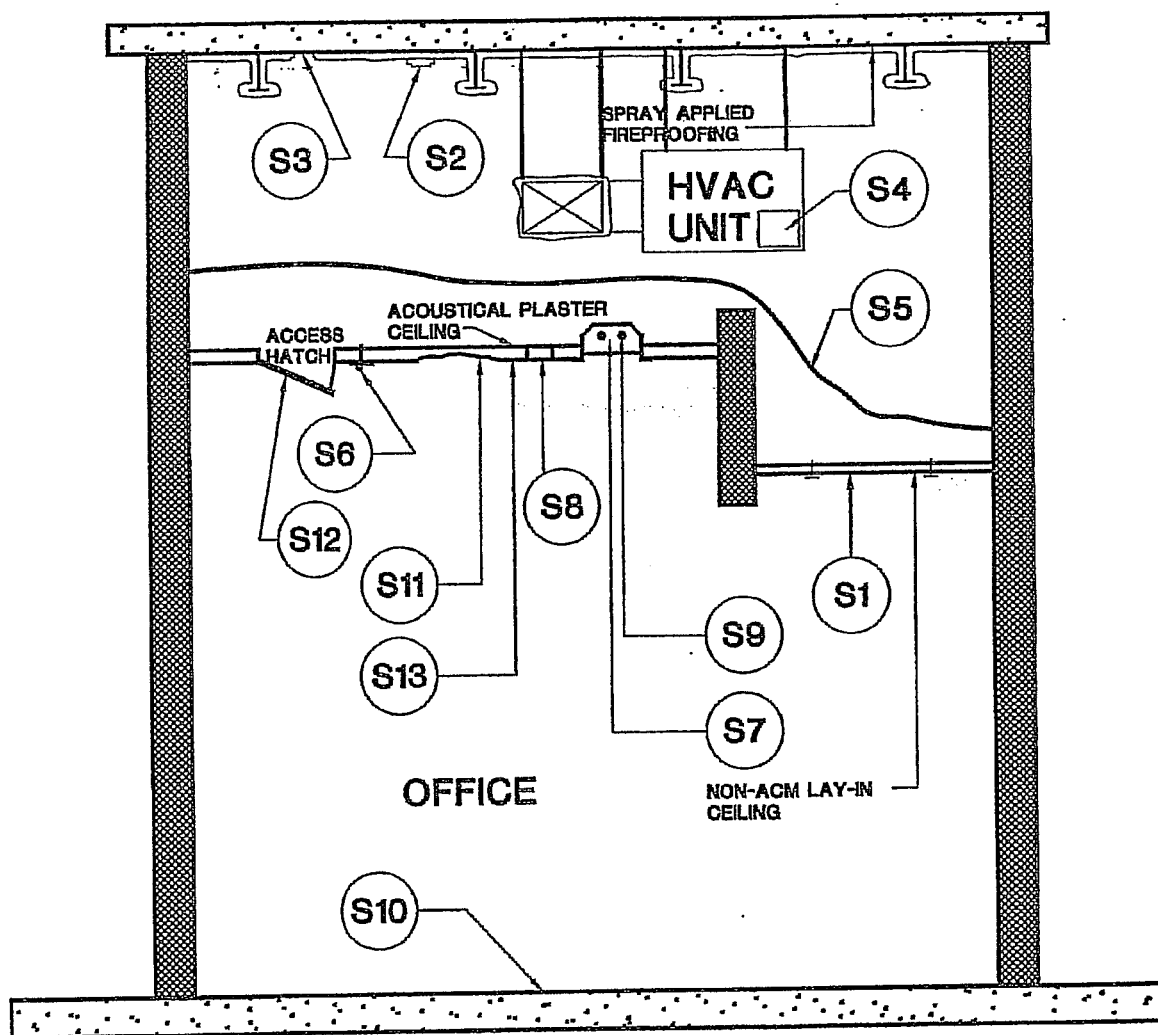 S3
S2
SPRAY APPLIED
FIREPROOFING
HVAC
UNIT
S4
S5
ACOUSTICAL PLASTER
CEILING
ACCESS
HATCH
S6
S8
S12
S11
S1
S9
S13
S7
OFFICE
NON-ACM LAY-IN
CEILING
S10